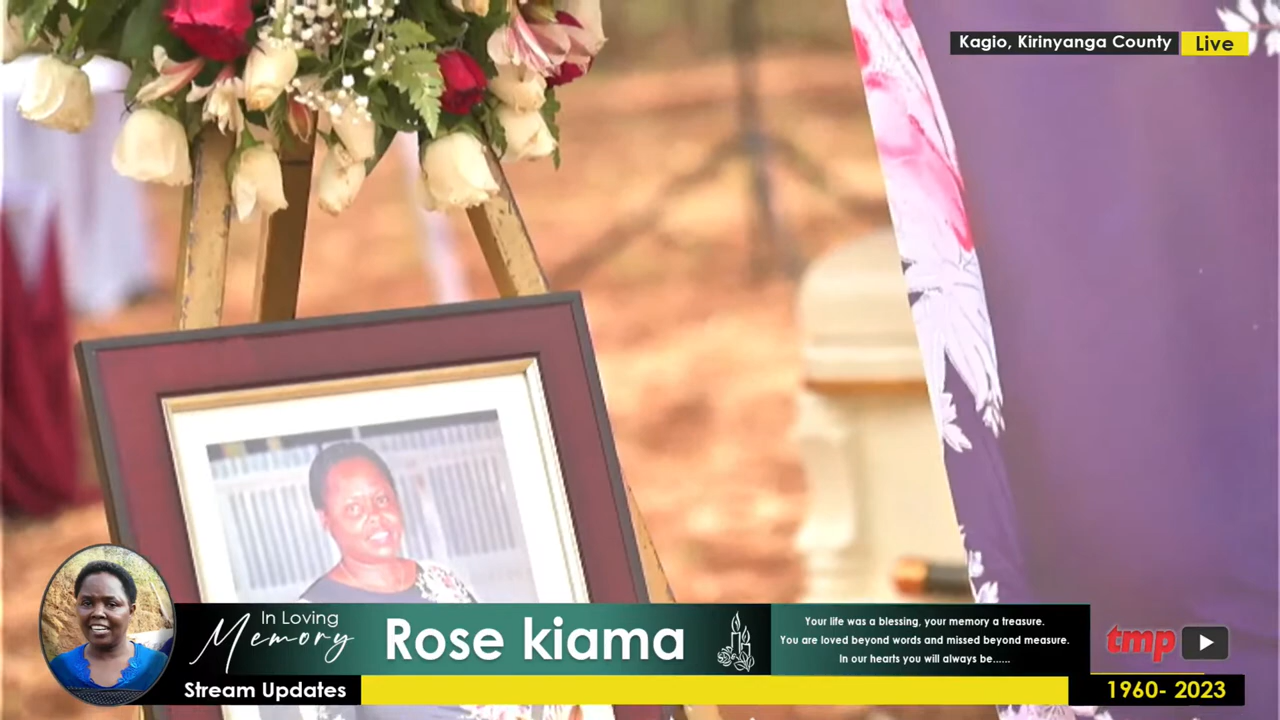 Kagio, Kirinyanga County
Live
In Loving
Memory
Rose kiama
Your life was a blessing, your memory a treasure.
You are loved beyond words and missed beyond measure.
In our hearts you will always be......
tmp
Stream Updates
1960- 2023